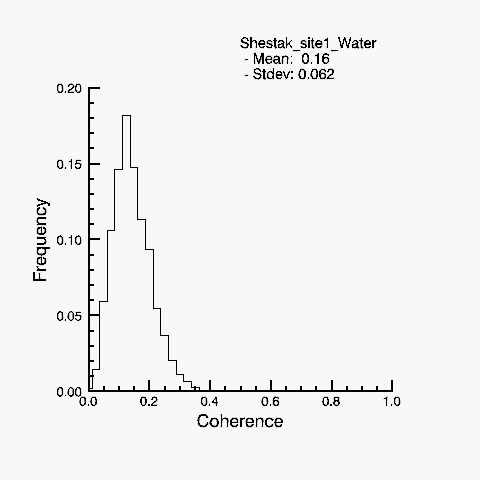 Shestak_site1_Water
- Mean: 0.16
- Stdev: 0.062
0.20
0.15
0.10
0.05
0.00
Frequency
0.0 0.2 0.4 0.6 0.8 1.0
Coherence